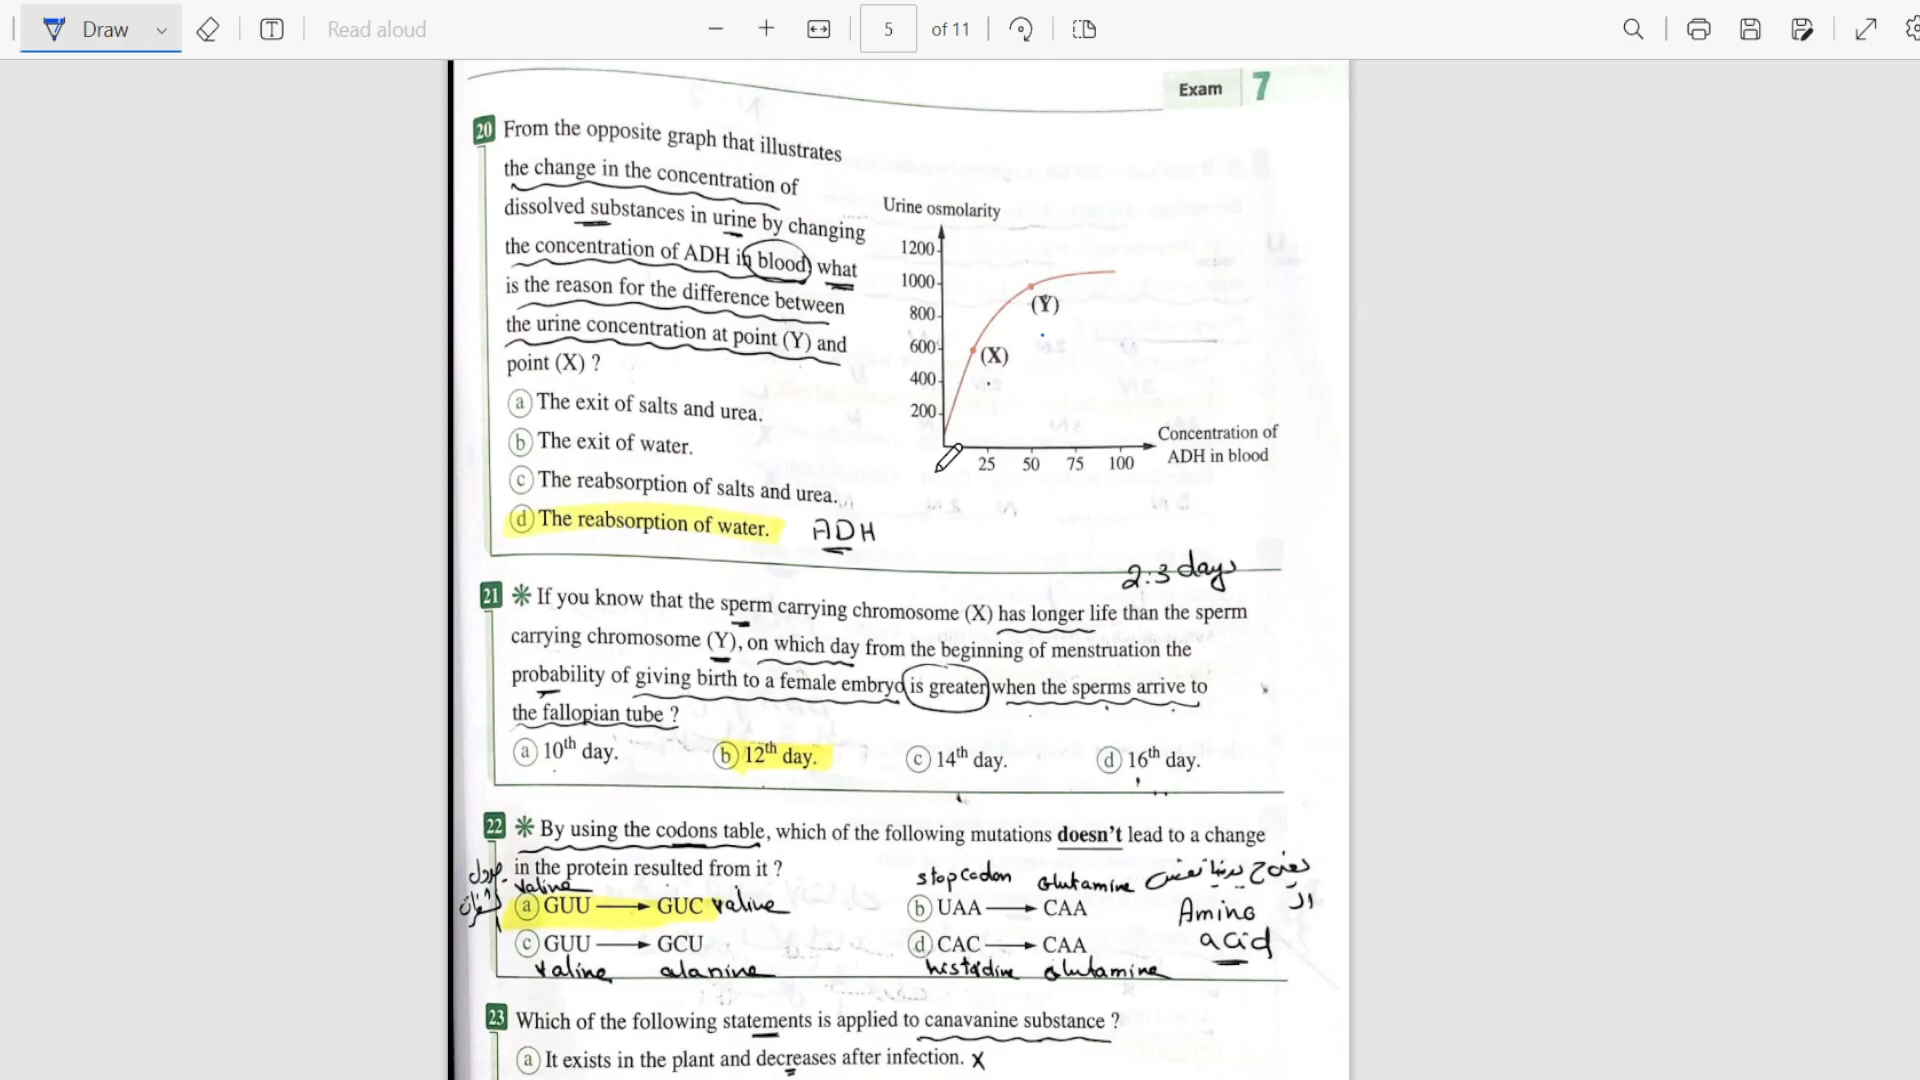 Draw
Read aloud
5 of 11
Exam 7
20 From the opposite graph that illustrates
the change in the concentration of
dissolved substances in urine by changing
the concentration of ADH in blood, what
is the reason for the difference between
the urine concentration at point (Y) and
point (X) ?
a The exit of salts and urea.
b The exit of water.
c The reabsorption of salts and urea.
d The reabsorption of water. ADH
Urine osmolarity
1200
1000
800
600
400
200
(Y)
(X)
25 50 75 100
Concentration of
ADH in blood
2:3 days
21 * If you know that the sperm carrying chromosome (X) has longer life than the sperm
carrying chromosome (Y), on which day from the beginning of menstruation the
probability of giving birth to a female embryo is greater when the sperms arrive to
the fallopian tube ?
a 10th day. b 12th day. c 14th day. d 16th day.
22 * By using the codons table, which of the following mutations doesn't lead to a change
in the protein resulted from it ?
valine stop codon glutamine
a GUU → GUC valine b UAA → CAA
Amino
acid
c GUU → GCU d CAC → CAA
valine alanine histadine glutamine
23 Which of the following statements is applied to canavanine substance ?
a It exists in the plant and decreases after infection. x